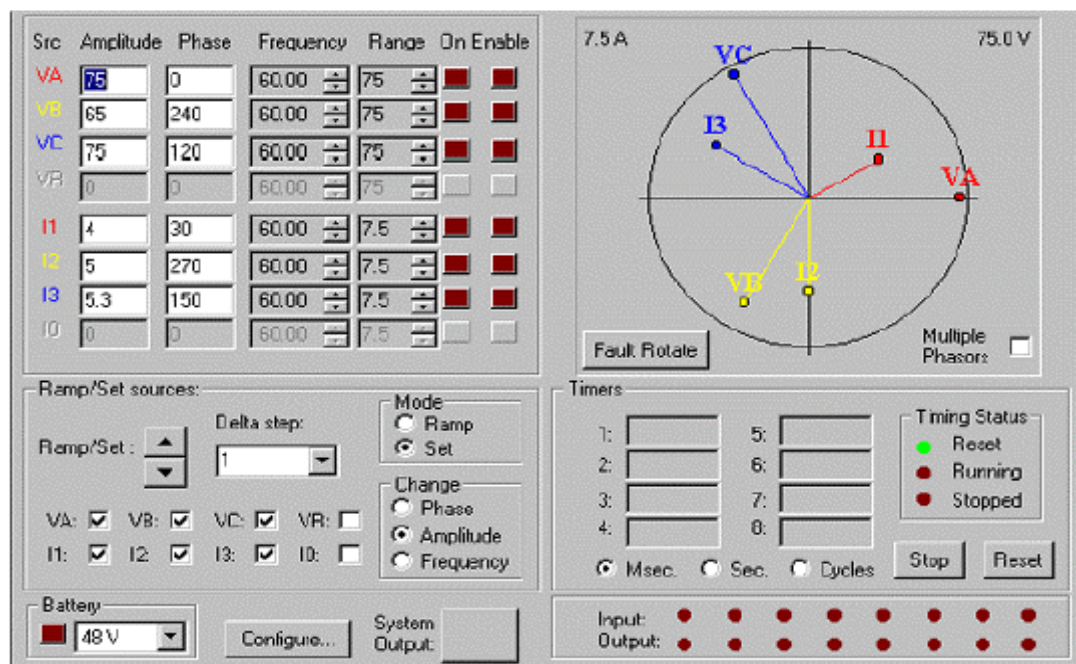 Src Amplitude Phase Frequency Range On Enable
VA 75 0 60.00 75
VB 65 240 60.00 75
VC 75 120 60.00 75
VR 0 0 60.00 75
I1 4 30 60.00 7.5
I2 5 270 60.00 7.5
I3 5.3 150 60.00 7.5
I0 0 0 60.00 7.5
7.5 A 75.0 V
VC
I3
I1
VA
VB
I2
Fault Rotate
Multiple
Phasors
Ramp/Set sources:
Ramp/Set :
Delta step:
1
Mode
Ramp
Set
Change
Phase
Amplitude
Frequency
VA: VB: VC: VR:
I1: I2: I3: I0:
Timers
1: 5:
2: 6:
3: 7:
4: 8:
Msec. Sec. Cycles
Timing Status
Reset
Running
Stopped
Stop Reset
Battery
48 V
Configure...
System
Output:
Input:
Output: